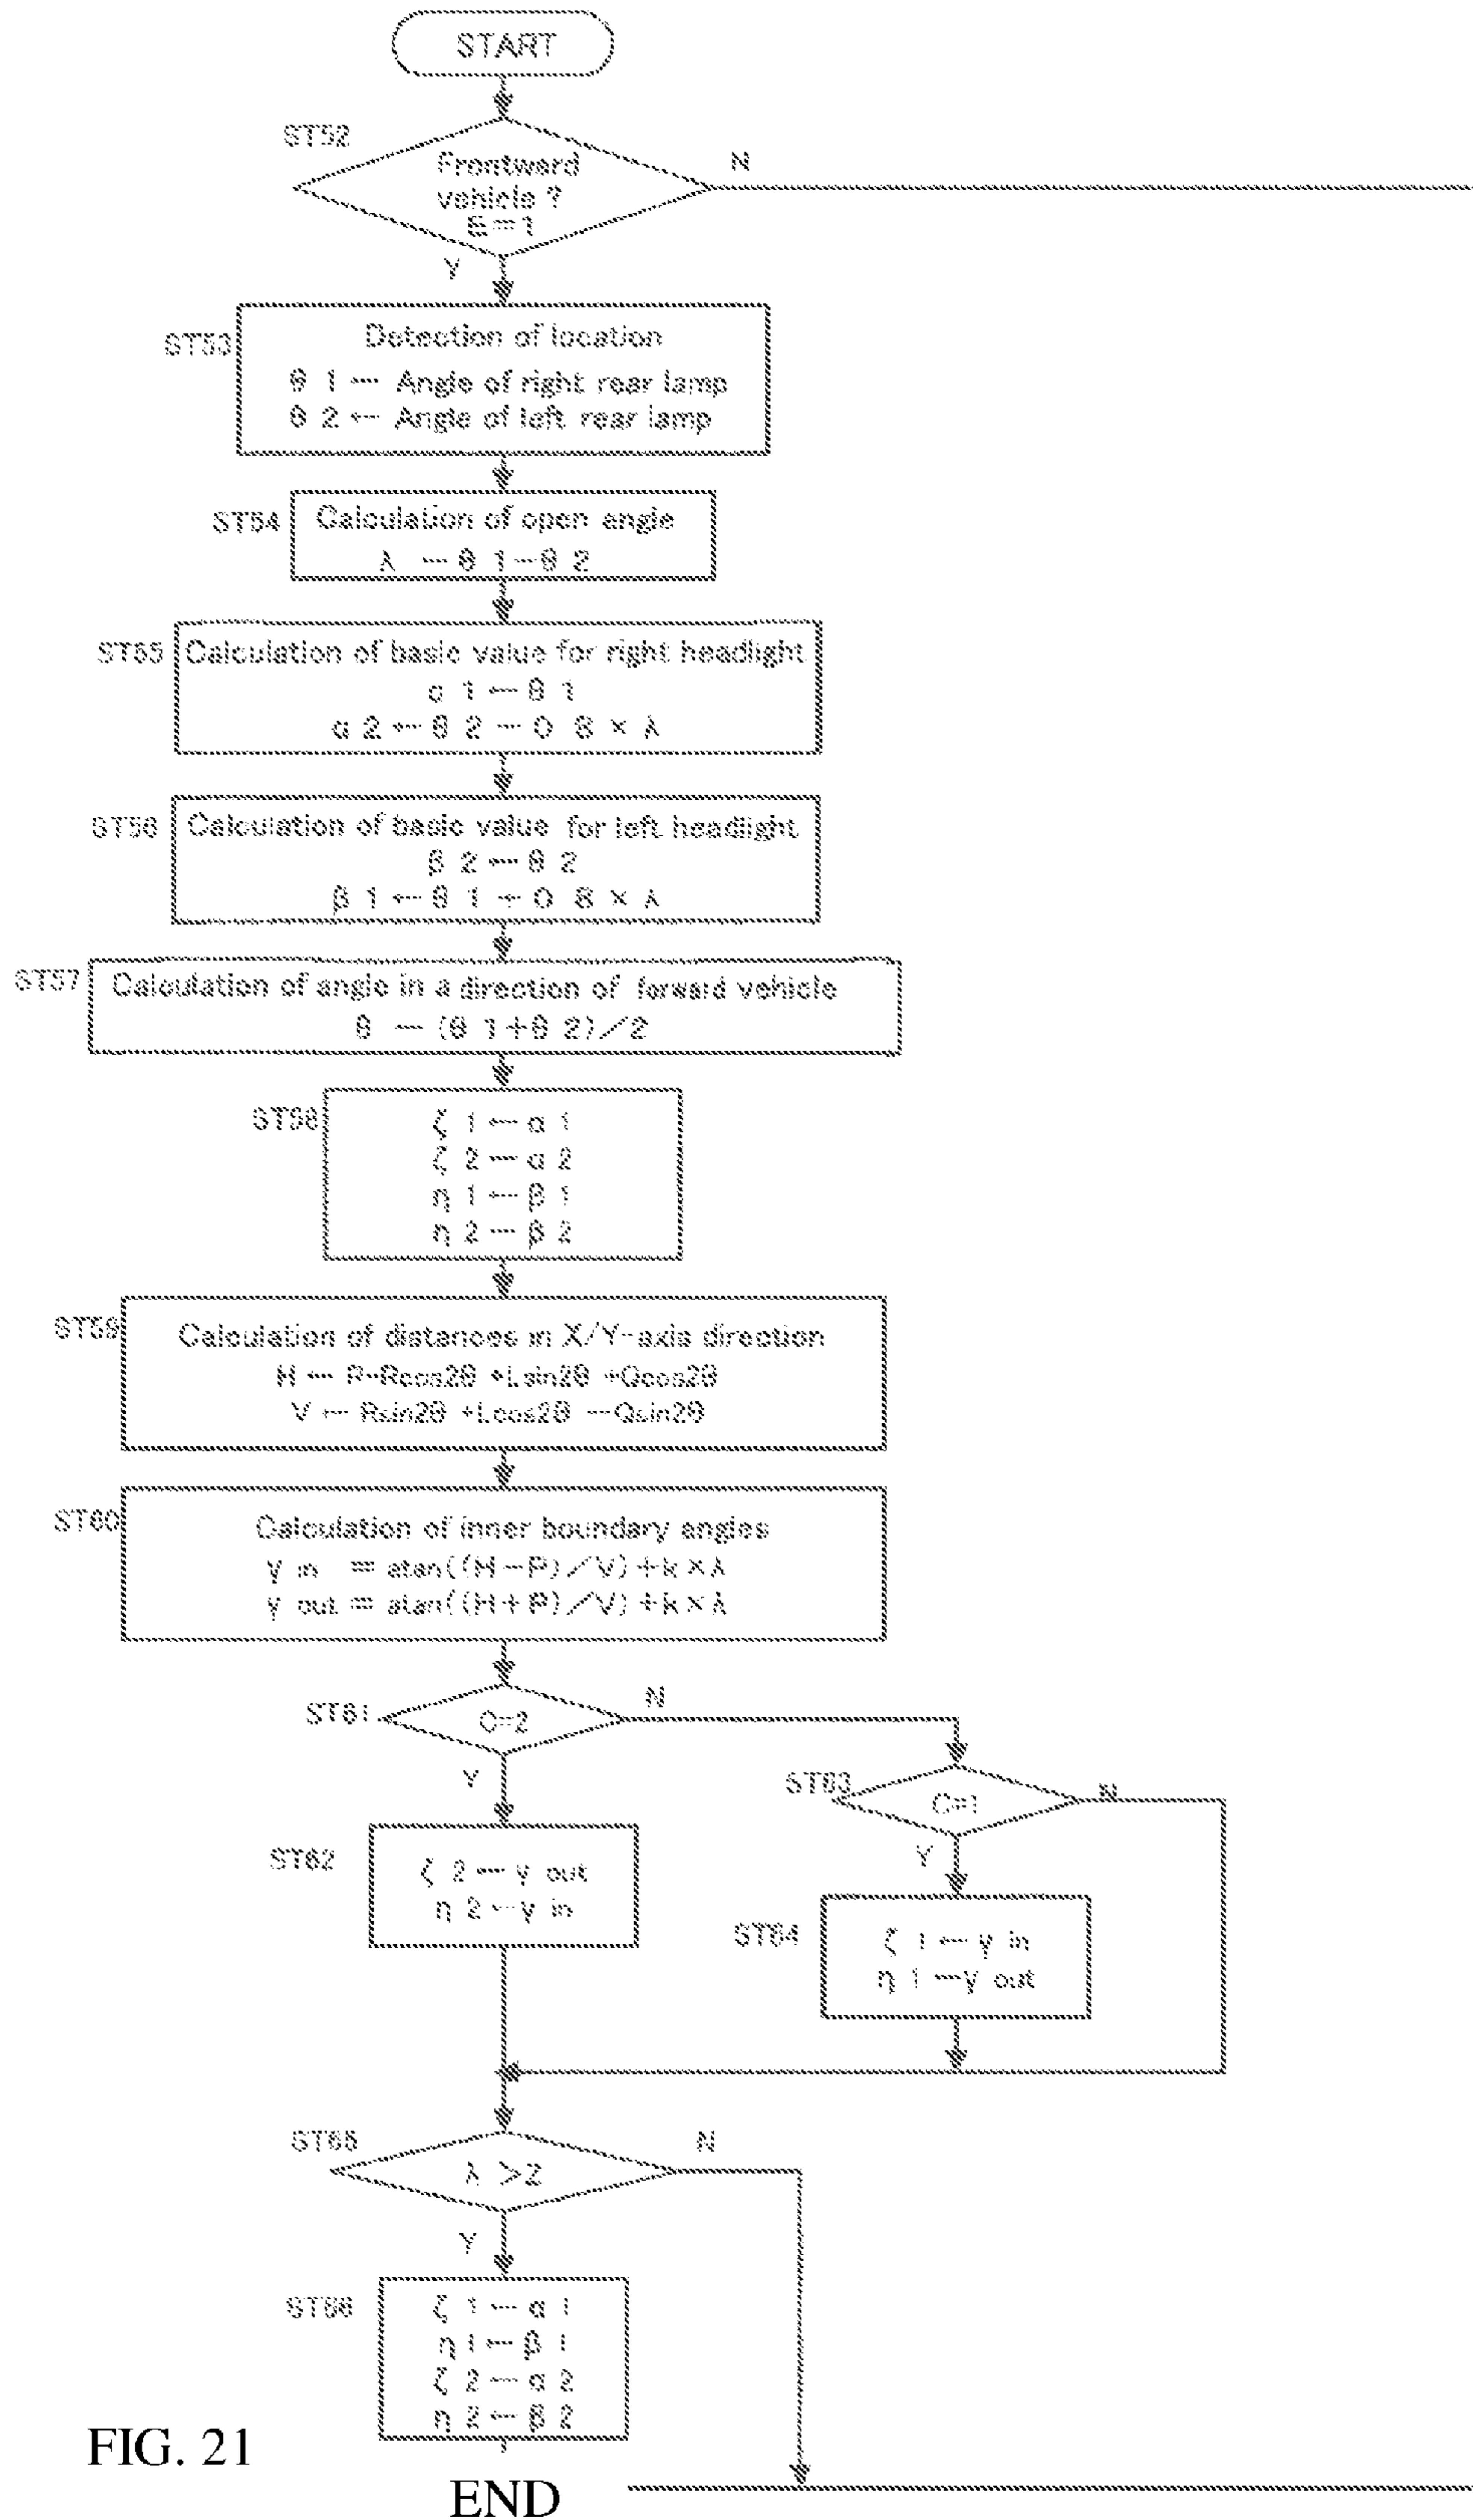 START
ST52
Frontward
vehicle ?
E=1
N
Y
ST53
Detection of location
θ 1 ← Angle of right rear lamp
θ 2 ← Angle of left rear lamp
ST54
Calculation of open angle
λ ← θ 1－θ 2
ST55
Calculation of basic value for right headlight
α 1 ← θ 1
α 2 ← θ 2 － 0 8 × λ
ST56
Calculation of basic value for left headlight
β 2 ← θ 2
β 1 ← θ 1 + 0 8 × λ
ST57
Calculation of angle in a direction of forward vehicle
θ ← (θ 1+θ 2)／2
ST58
ζ 1 ← α 1
ζ 2 ← α 2
η 1 ← β 1
η 2 ← β 2
ST59
Calculation of distances in X/Y-axis direction
H ← R-Rcos2θ +Lsin2θ +Qcos2θ
V ← Rsin2θ +Lcos2θ －Qsin2θ
ST60
Calculation of inner boundary angles
γ in = atan((H－P)／V)+k×λ
γ out = atan((H+P)／V)+k×λ
ST61
C=2
N
Y
ST63
C=1
N
Y
ST62
ζ 2 ← γ out
η 2 ← γ in
ST64
ζ 1 ← γ in
η 1 ← γ out
ST65
λ >Z
N
Y
ST66
ζ 1 ← α 1
η 1 ← β 1
ζ 2 ← α 2
η 2 ← β 2
FIG. 21
END